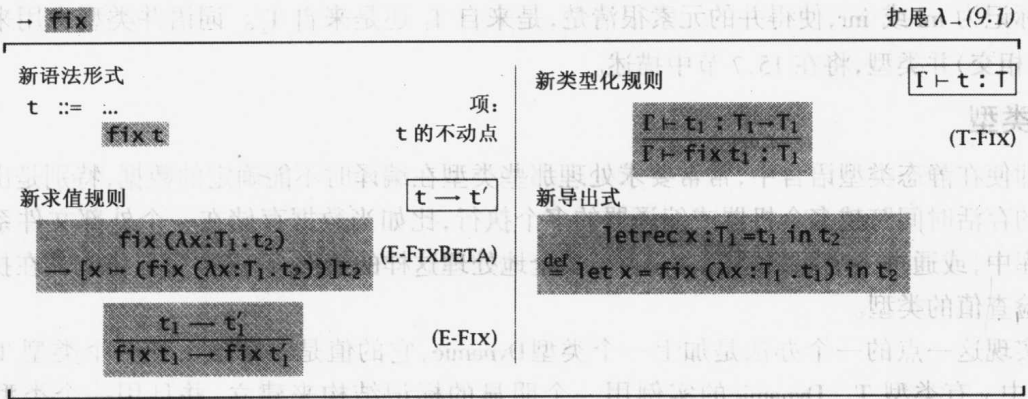 fix
扩展 λ→(9.1)
新语法形式
t ::= ...
项:
fix t
t 的不动点
新求值规则
t → t′
fix (λx:T₁.t₂)
→ [x ↦ (fix (λx:T₁.t₂))]t₂
(E-FIXBETA)
t₁ → t₁′
fix t₁ → fix t₁′
(E-FIX)
新类型化规则
Γ ⊢ t : T
Γ ⊢ t₁ : T₁→T₁
Γ ⊢ fix t₁ : T₁
(T-FIX)
新导出式
letrec x:T₁=t₁ in t₂
≝ let x = fix (λx:T₁.t₁) in t₂